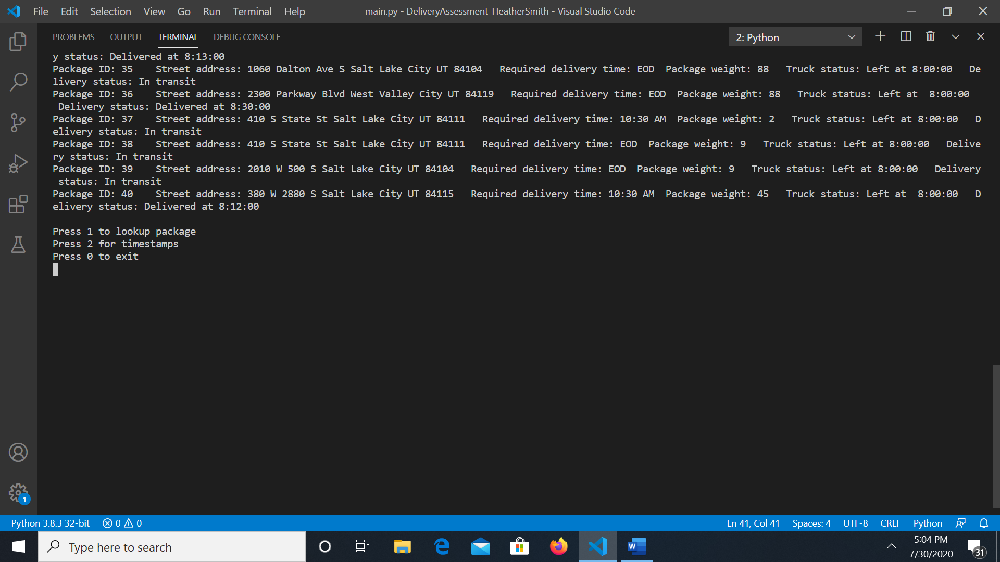 File Edit Selection View Go Run Terminal Help main.py - DeliveryAssessment_HeatherSmith - Visual Studio Code
PROBLEMS OUTPUT TERMINAL DEBUG CONSOLE 2: Python
y status: Delivered at 8:13:00
Package ID: 35    Street address: 1060 Dalton Ave S Salt Lake City UT 84104   Required delivery time: EOD  Package weight: 88   Truck status: Left at 8:00:00   De
livery status: In transit
Package ID: 36    Street address: 2300 Parkway Blvd West Valley City UT 84119   Required delivery time: EOD  Package weight: 88   Truck status: Left at  8:00:00
 Delivery status: Delivered at 8:30:00
Package ID: 37    Street address: 410 S State St Salt Lake City UT 84111   Required delivery time: 10:30 AM  Package weight: 2   Truck status: Left at 8:00:00   D
elivery status: In transit
Package ID: 38    Street address: 410 S State St Salt Lake City UT 84111   Required delivery time: EOD  Package weight: 9   Truck status: Left at 8:00:00   Delive
ry status: In transit
Package ID: 39    Street address: 2010 W 500 S Salt Lake City UT 84104   Required delivery time: EOD  Package weight: 9   Truck status: Left at 8:00:00   Delivery
 status: In transit
Package ID: 40    Street address: 380 W 2880 S Salt Lake City UT 84115   Required delivery time: 10:30 AM  Package weight: 45   Truck status: Left at  8:00:00   D
elivery status: Delivered at 8:12:00
Press 1 to lookup package
Press 2 for timestamps
Press 0 to exit
1
Python 3.8.3 32-bit 0 0 Ln 41, Col 41 Spaces: 4 UTF-8 CRLF Python
Type here to search
W
5:04 PM
7/30/2020
31